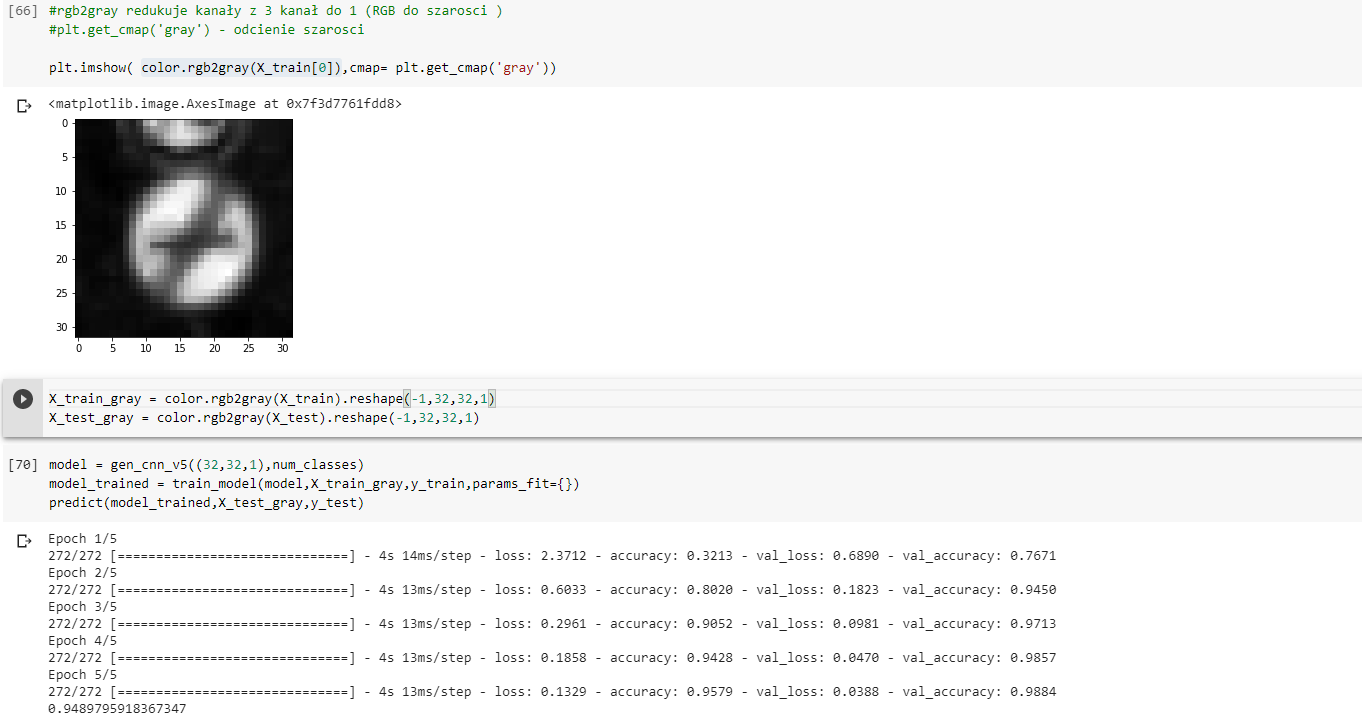 [66] #rgb2gray redukuje kanały z 3 kanał do 1 (RGB do szarosci )
#plt.get_cmap('gray') - odcienie szarosci
plt.imshow( color.rgb2gray(X_train[0]),cmap= plt.get_cmap('gray'))
<matplotlib.image.AxesImage at 0x7f3d7761fdd8>
0
5
10
15
20
25
30
0 5 10 15 20 25 30
X_train_gray = color.rgb2gray(X_train).reshape(-1,32,32,1)
X_test_gray = color.rgb2gray(X_test).reshape(-1,32,32,1)
[70] model = gen_cnn_v5((32,32,1),num_classes)
model_trained = train_model(model,X_train_gray,y_train,params_fit={})
predict(model_trained,X_test_gray,y_test)
Epoch 1/5
272/272 [==============================] - 4s 14ms/step - loss: 2.3712 - accuracy: 0.3213 - val_loss: 0.6890 - val_accuracy: 0.7671
Epoch 2/5
272/272 [==============================] - 4s 13ms/step - loss: 0.6033 - accuracy: 0.8020 - val_loss: 0.1823 - val_accuracy: 0.9450
Epoch 3/5
272/272 [==============================] - 4s 13ms/step - loss: 0.2961 - accuracy: 0.9052 - val_loss: 0.0981 - val_accuracy: 0.9713
Epoch 4/5
272/272 [==============================] - 4s 13ms/step - loss: 0.1858 - accuracy: 0.9428 - val_loss: 0.0470 - val_accuracy: 0.9857
Epoch 5/5
272/272 [==============================] - 4s 13ms/step - loss: 0.1329 - accuracy: 0.9579 - val_loss: 0.0388 - val_accuracy: 0.9884
0.9489795918367347